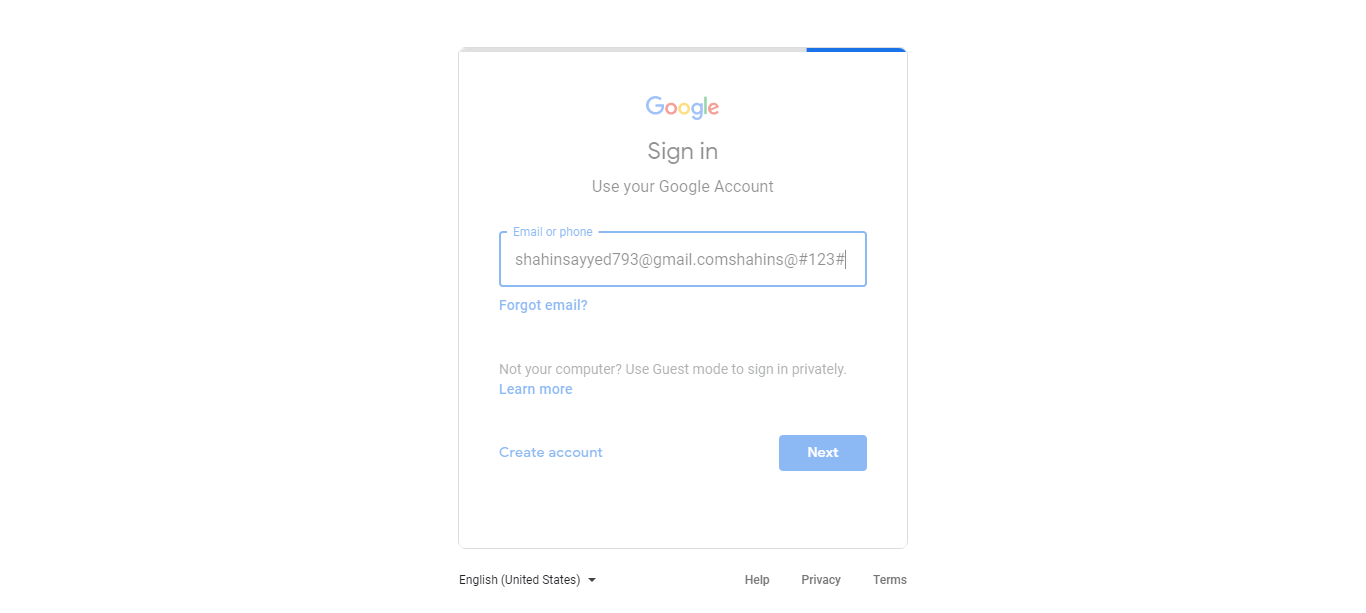 Google
Sign in
Use your Google Account
Email or phone
shahinsayyed793@gmail.comshahins@#123#
Forgot email?
Not your computer? Use Guest mode to sign in privately.
Learn more
Create account
Next
English (United States)
Help
Privacy
Terms